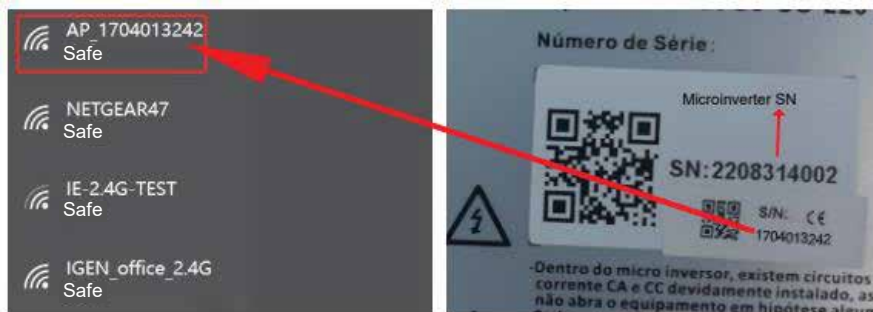 AP_1704013242
Safe
NETGEAR47
Safe
IE-2.4G-TEST
Safe
IGEN_office_2.4G
Safe
Número de Série:
Microinverter SN
SN:2208314002
S/N: CE
1704013242
-Dentro do micro inversor, existem circuitos
corrente CA e CC devidamente instalado, as
não abra o equipamento em hipótese